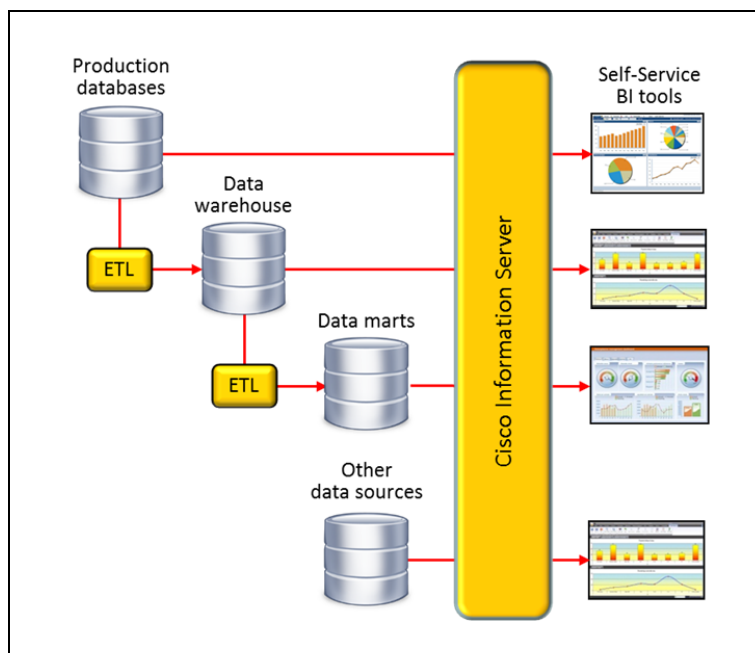 Production
databases
Self-Service
BI tools
Data
warehouse
ETL
Data marts
ETL
Other
data sources
Cisco Information Server